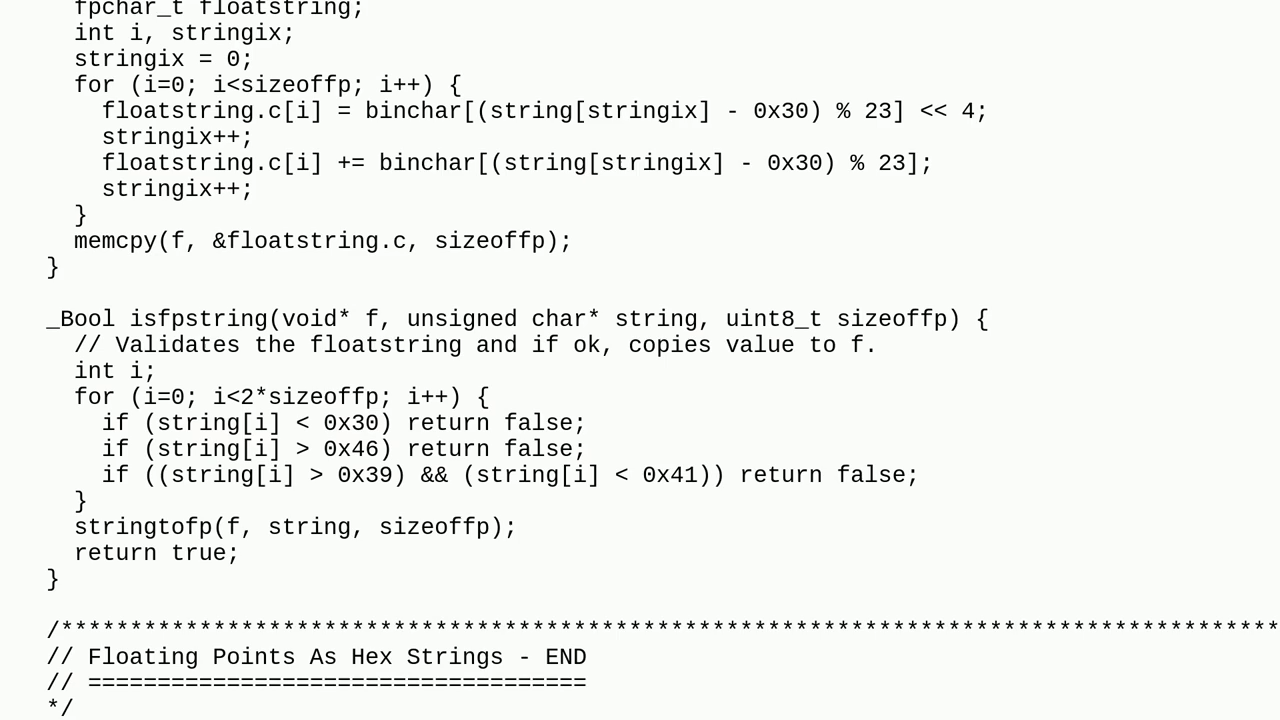 fpchar_t floatstring;
int i, stringix;
stringix = 0;
for (i=0; i<sizeoffp; i++) {
floatstring.c[i] = binchar[(string[stringix] - 0x30) % 23] << 4;
stringix++;
floatstring.c[i] += binchar[(string[stringix] - 0x30) % 23];
stringix++;
}
memcpy(f, &floatstring.c, sizeoffp);
}
_Bool isfpstring(void* f, unsigned char* string, uint8_t sizeoffp) {
// Validates the floatstring and if ok, copies value to f.
int i;
for (i=0; i<2*sizeoffp; i++) {
if (string[i] < 0x30) return false;
if (string[i] > 0x46) return false;
if ((string[i] > 0x39) && (string[i] < 0x41)) return false;
}
stringtofp(f, string, sizeoffp);
return true;
}
/****************************************************************************************
// Floating Points As Hex Strings - END
// ====================================
*/